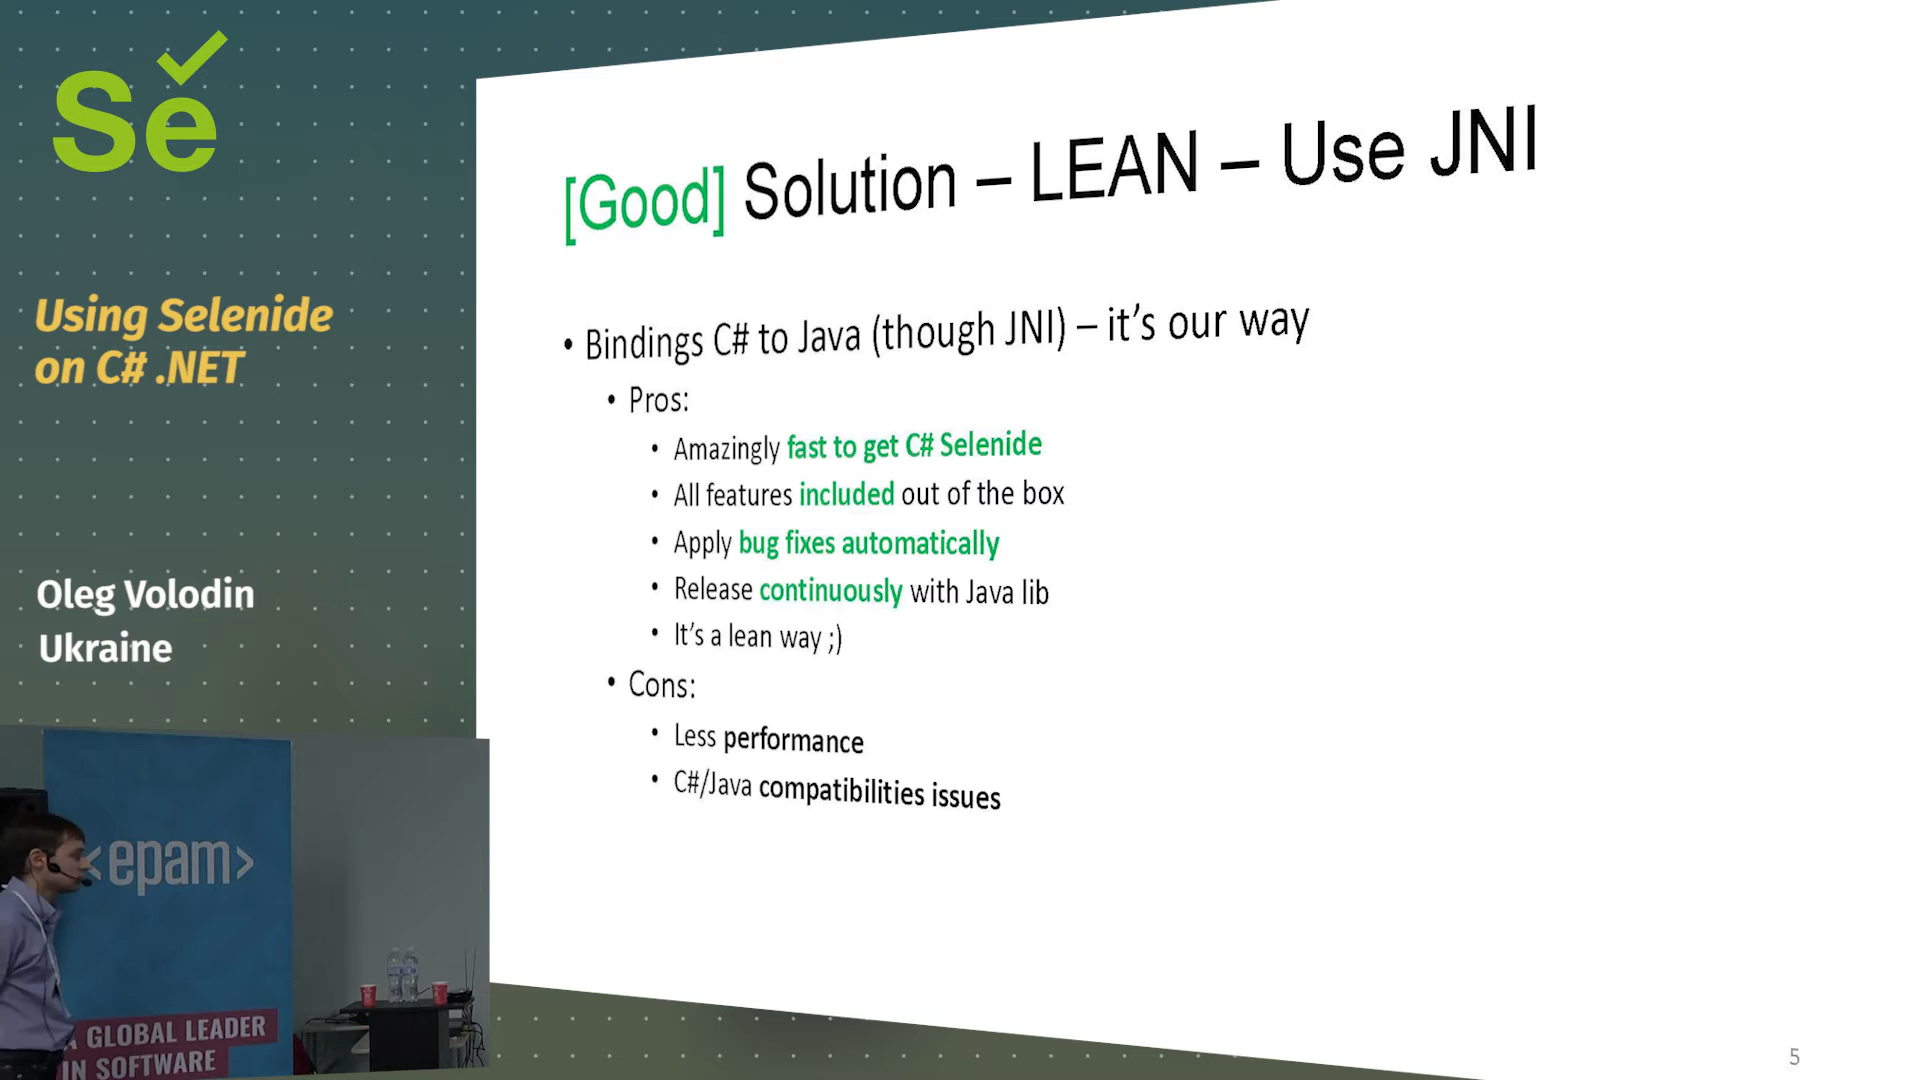 Se
Using Selenide
on C# .NET
Oleg Volodin
Ukraine
[Good] Solution – LEAN – Use JNI
• Bindings C# to Java (though JNI) – it's our way
• Pros:
• Amazingly fast to get C# Selenide
• All features included out of the box
• Apply bug fixes automatically
• Release continuously with Java lib
• It's a lean way ;)
• Cons:
• Less performance
• C#/Java compatibilities issues
<epam>
A GLOBAL LEADER
IN SOFTWARE
5